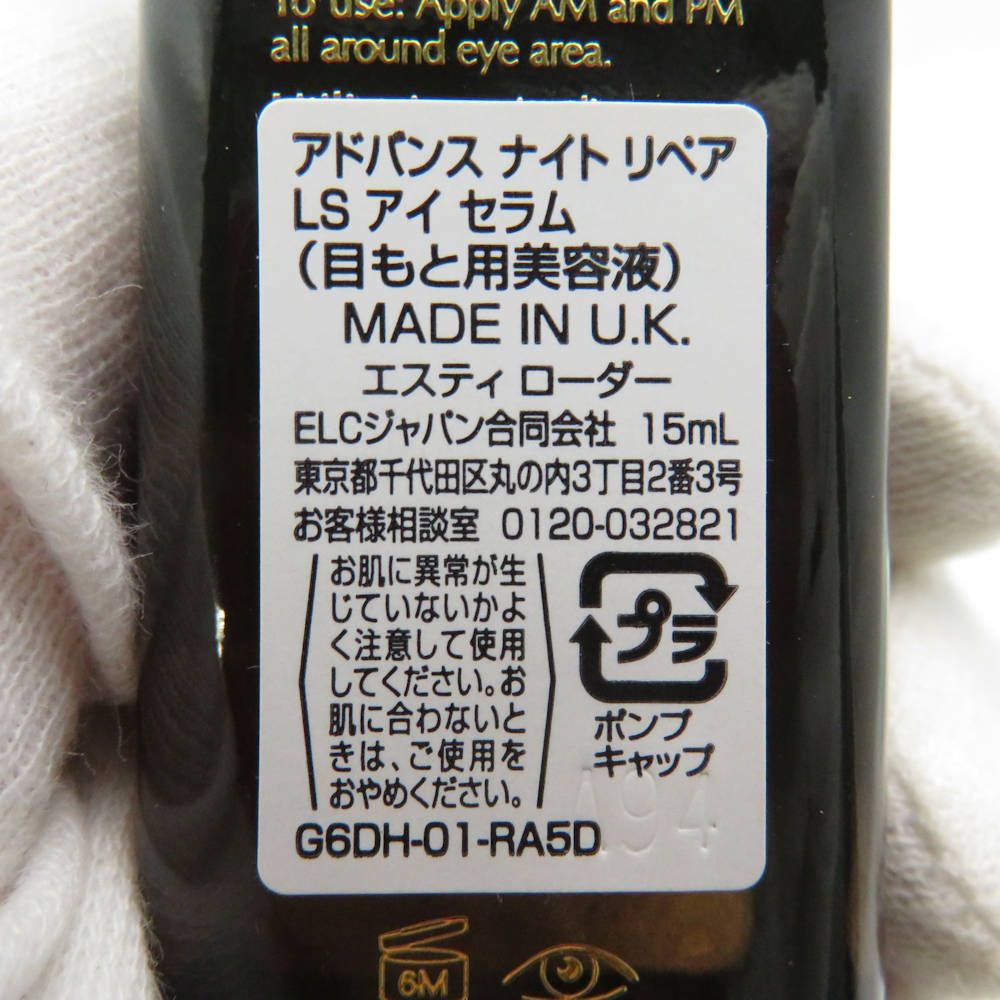 To use: Apply AM and PM
all around eye area.
アドバンス ナイト リペア
LS アイ セラム
（目もと用美容液）
MADE IN U.K.
エスティ ローダー
ELCジャパン合同会社 15mL
東京都千代田区丸の内3丁目2番3号
お客様相談室 0120-032821
お肌に異常が生
じていないかよ
く注意して使用
してください。お
肌に合わないと
きは、ご使用を
おやめください。
プラ
ポンプ
キャップ
A94
G6DH-01-RA5D
6M